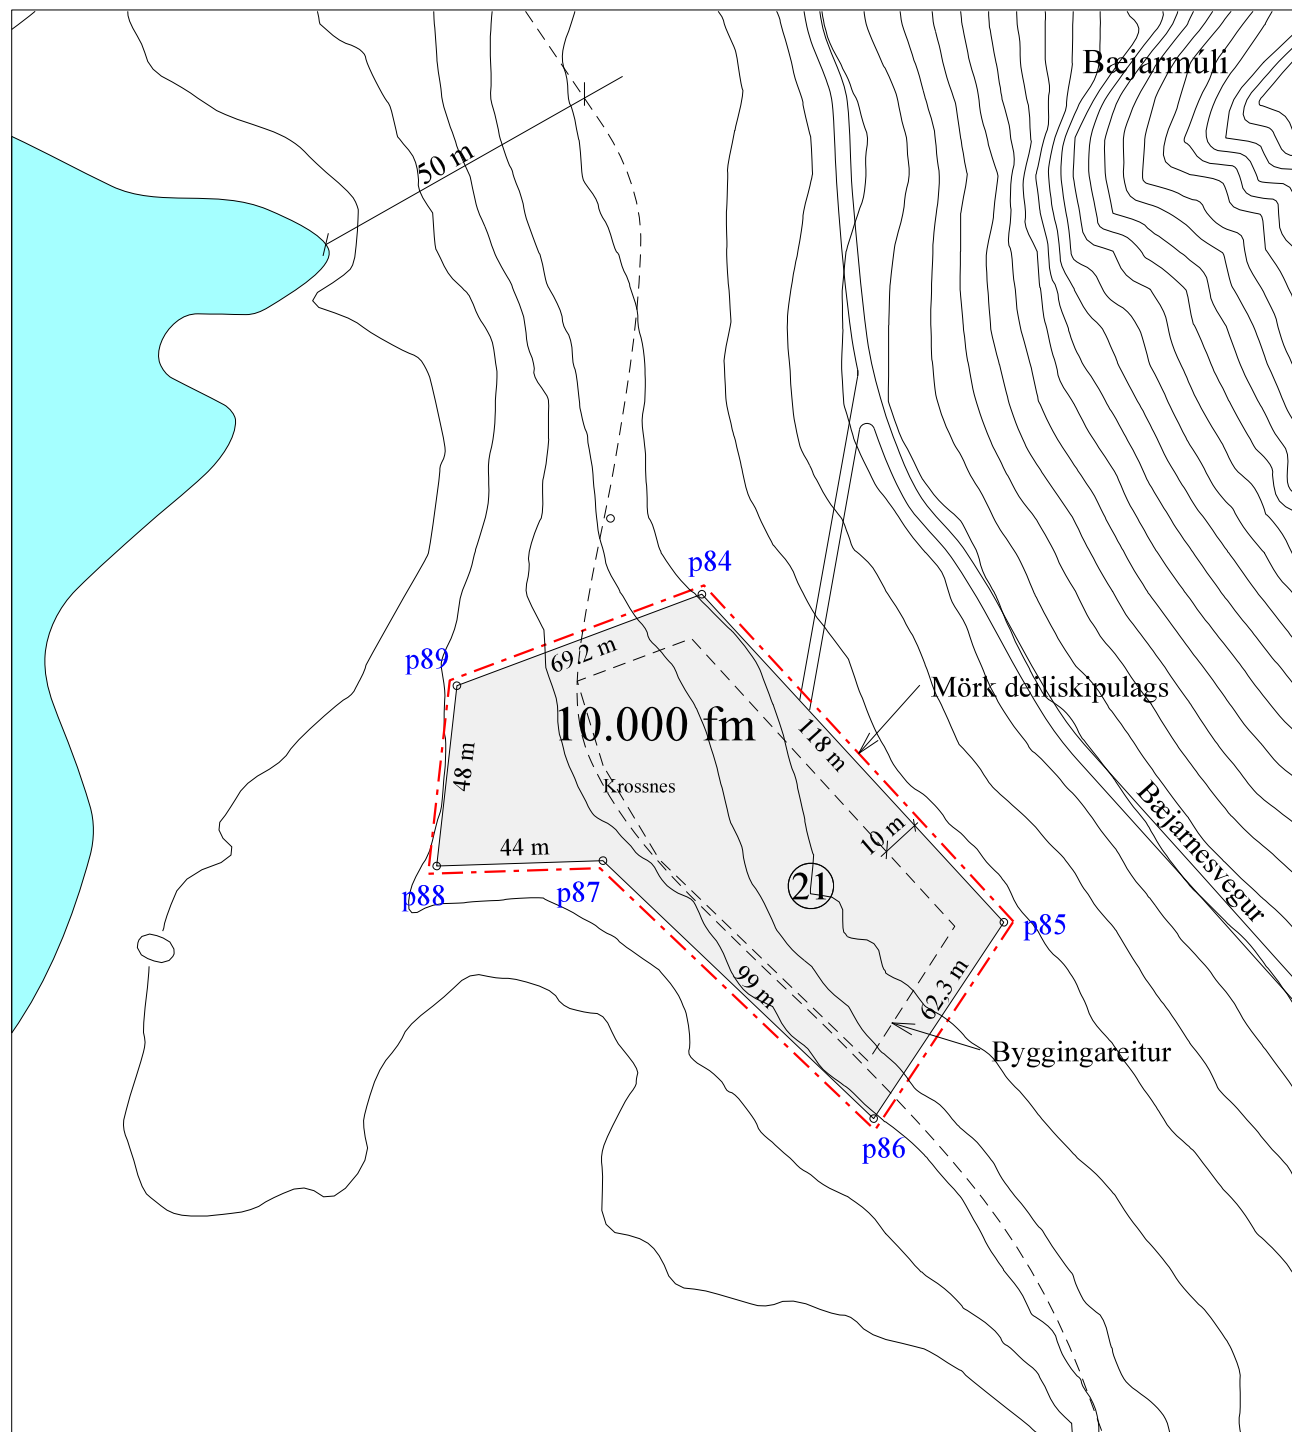 Bæjarmúli
50 m
p84
p89
69,2 m
Mörk deiliskipulags
10.000 fm
118 m
48 m
Krossnes
Bæjarnesvegur
10 m
44 m
21
p88
p87
p85
99 m
62,3 m
Byggingareitur
p86